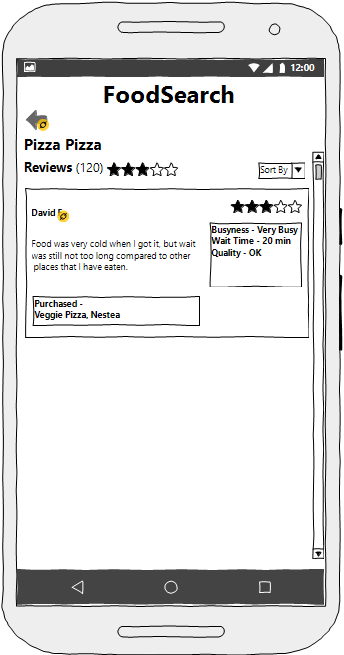 12:00
FoodSearch
Pizza Pizza
Reviews (120)
Sort By
David
Busyness - Very Busy
Wait Time - 20 min
Quality - OK
Food was very cold when I got it, but wait
was still not too long compared to other
places that I have eaten.
Purchased -
Veggie Pizza, Nestea